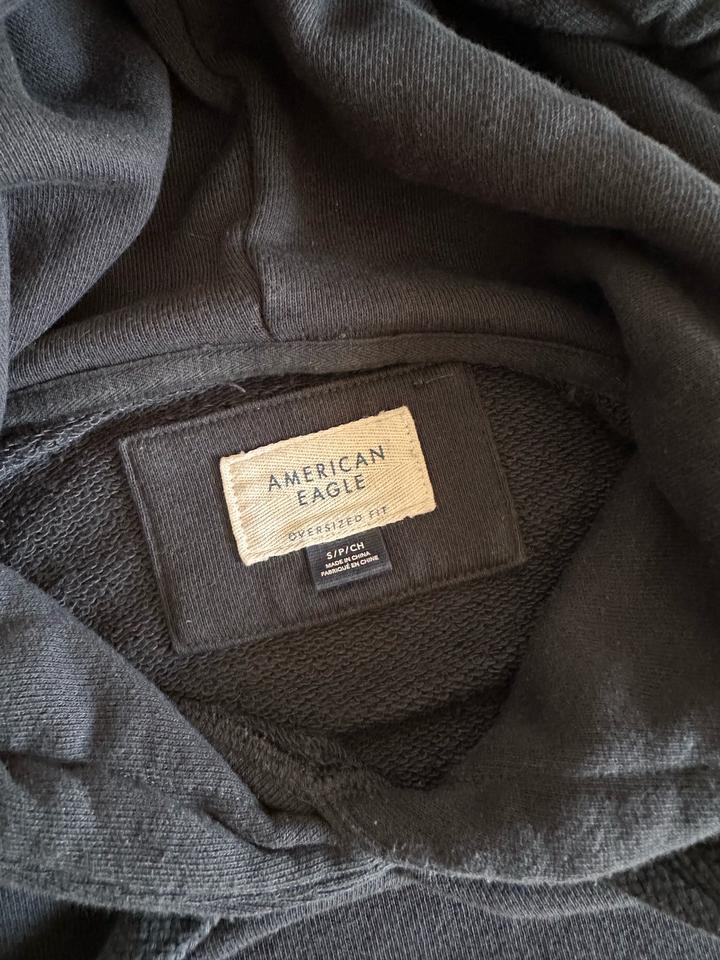 AMERICAN
EAGLE
OVERSIZED FIT
S/P/CH
MADE IN CHINA
FABRIQUÉ EN CHINE